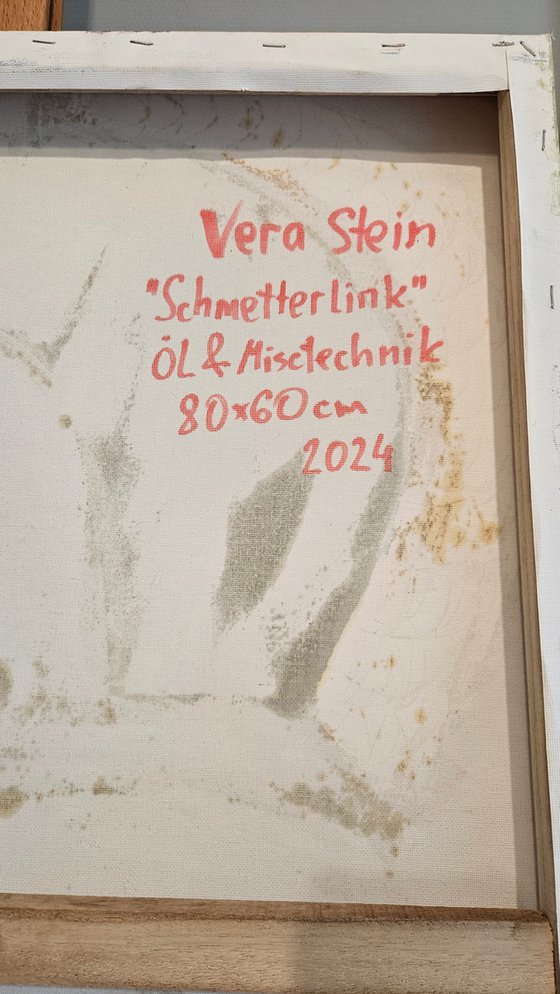 Vera Stein
"Schmetterlink"
ÖL & Misctechnik
80x60cm
2024